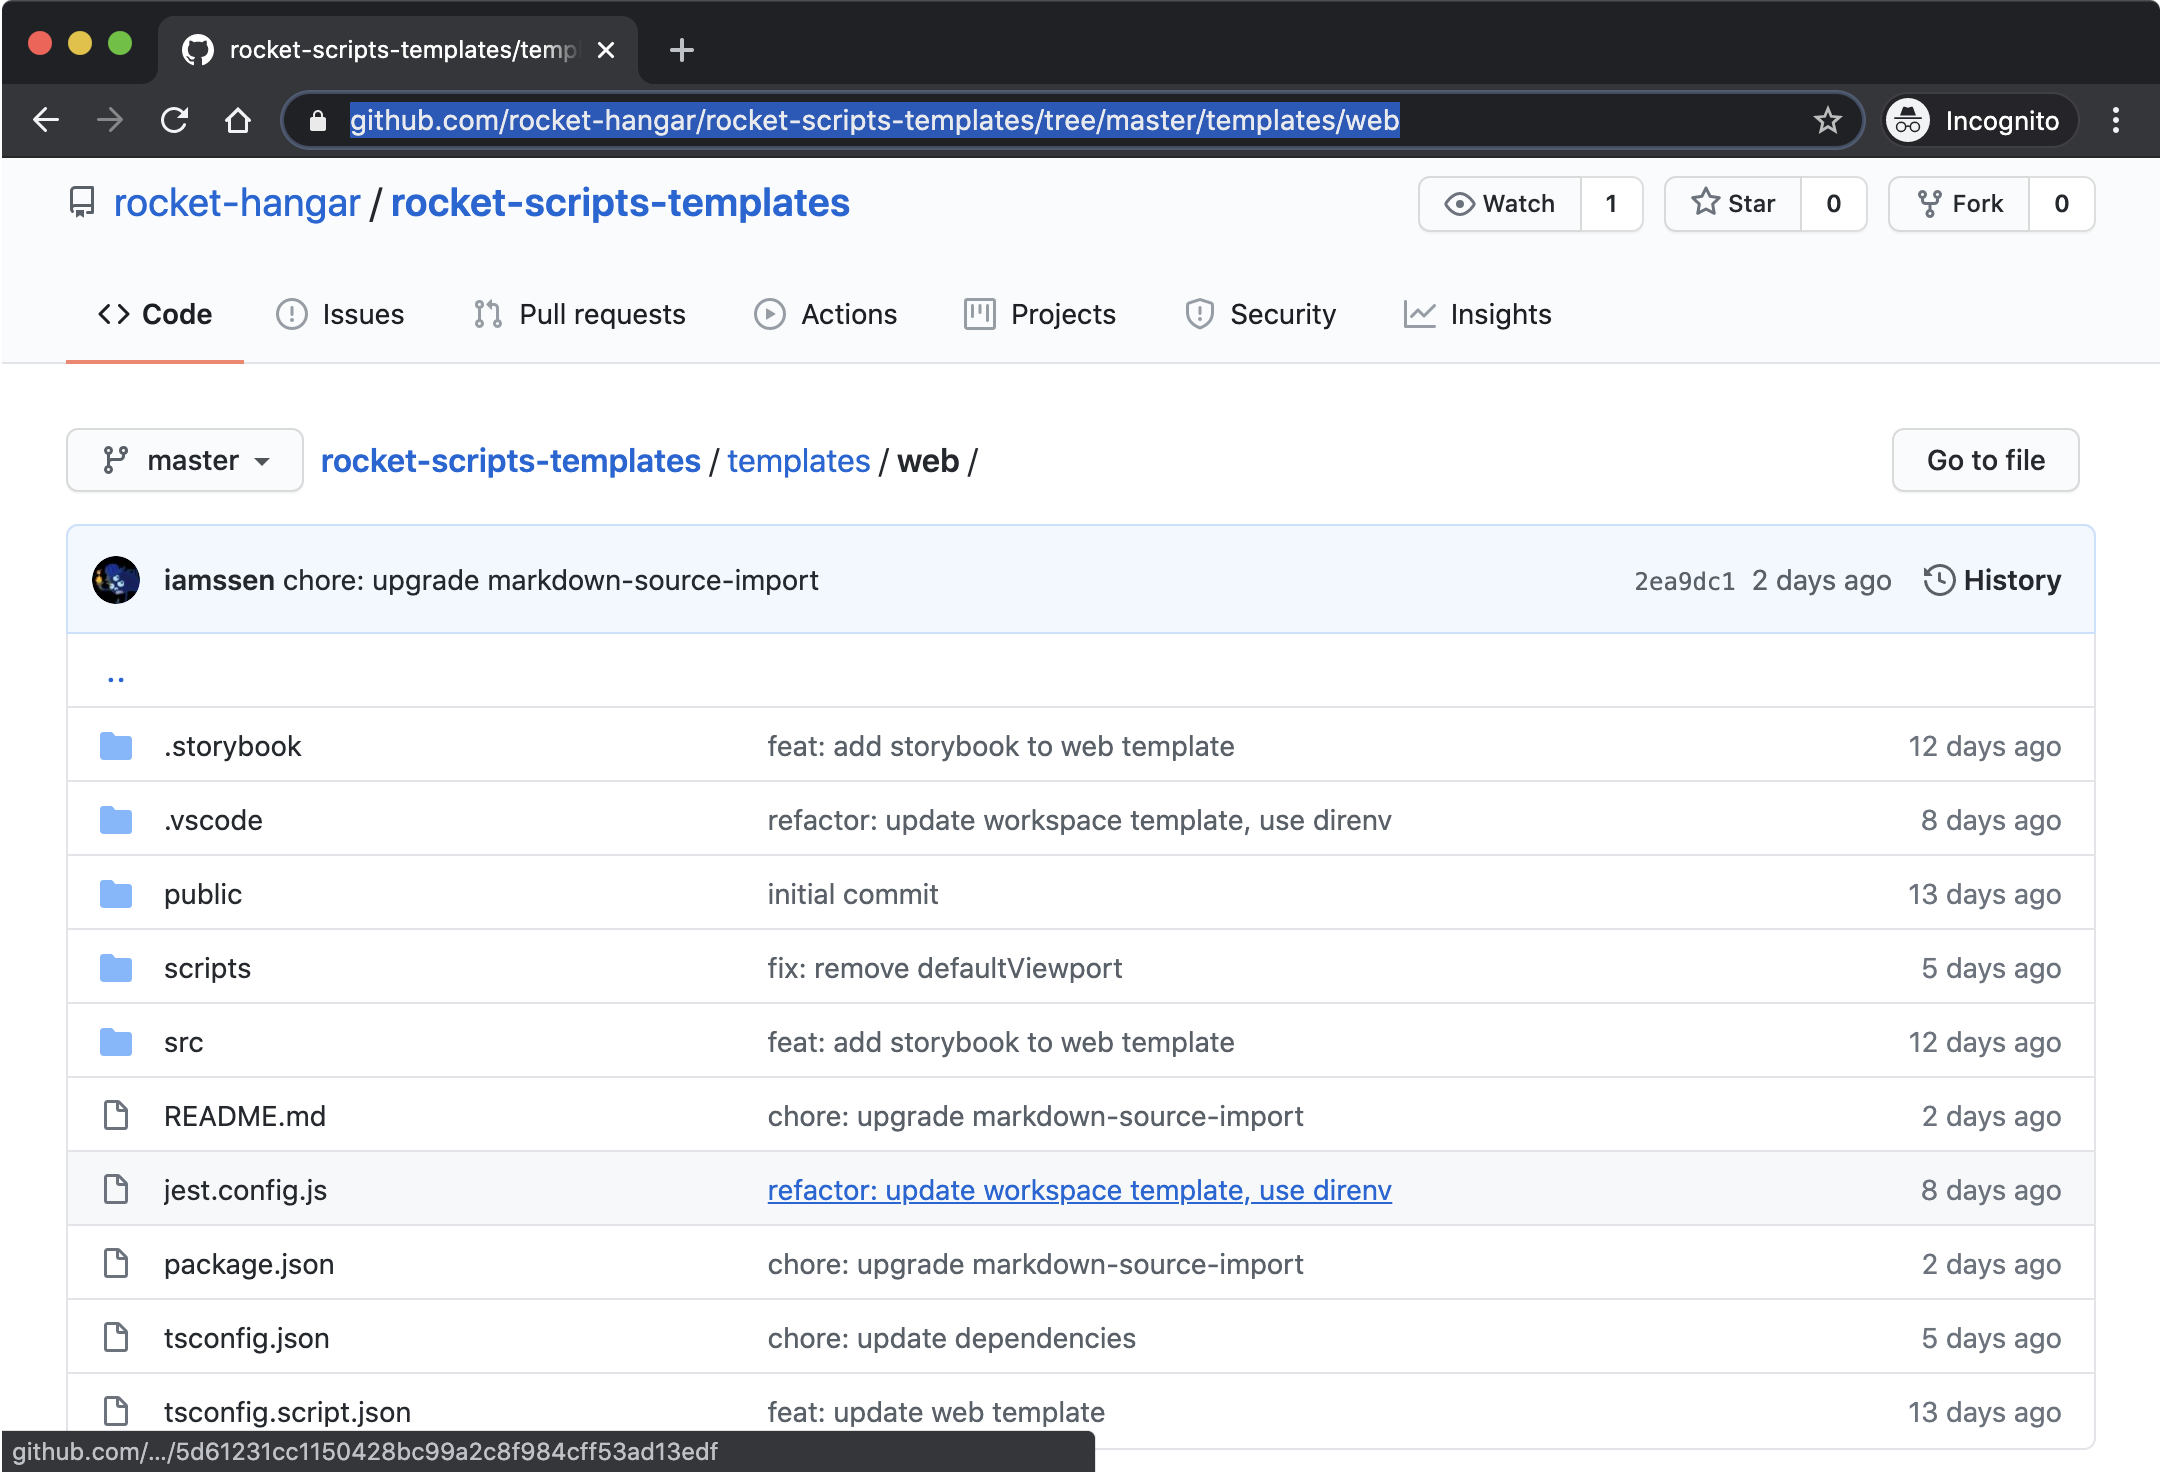 rocket-scripts-templates/temp
github.com/rocket-hangar/rocket-scripts-templates/tree/master/templates/web
Incognito
rocket-hangar / rocket-scripts-templates
Watch 1
Star 0
Fork 0
Code
Issues
Pull requests
Actions
Projects
Security
Insights
master
rocket-scripts-templates / templates / web /
Go to file
iamssen chore: upgrade markdown-source-import 2ea9dc1 2 days ago History
..
.storybook feat: add storybook to web template 12 days ago
.vscode refactor: update workspace template, use direnv 8 days ago
public initial commit 13 days ago
scripts fix: remove defaultViewport 5 days ago
src feat: add storybook to web template 12 days ago
README.md chore: upgrade markdown-source-import 2 days ago
jest.config.js refactor: update workspace template, use direnv 8 days ago
package.json chore: upgrade markdown-source-import 2 days ago
tsconfig.json chore: update dependencies 5 days ago
tsconfig.script.json feat: update web template 13 days ago
github.com/.../5d61231cc1150428bc99a2c8f984cff53ad13edf